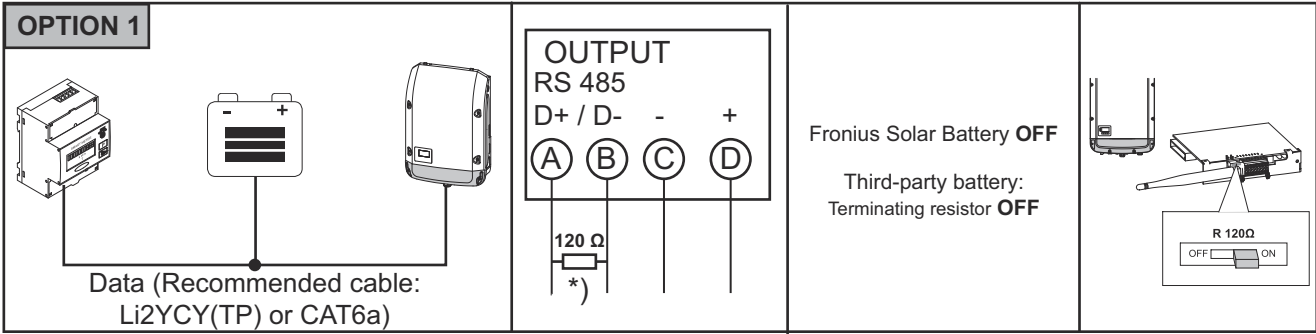 OPTION 1
- +
Data (Recommended cable:
Li2YCY(TP) or CAT6a)
OUTPUT
RS 485
D+ / D- - +
A B C D
120 Ω
*)
Fronius Solar Battery OFF
Third-party battery:
Terminating resistor OFF
R 120Ω
OFF ON